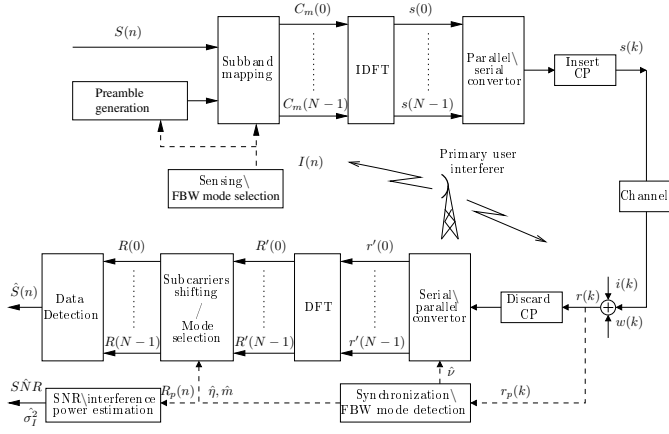 S(n)
Preamble
generation
Subband
mapping
C_m(0)
C_m(N−1)
IDFT
s(0)
s(N−1)
Parallel\
serial
convertor
Insert
CP
s(k)
Sensing\
FBW mode selection
I(n)
Primary user
interferer
Channel
Ŝ(n)
Data
Detection
R(0)
R(N−1)
Subcarriers
shifting
/
Mode
selection
R′(0)
R′(N−1)
DFT
r′(0)
r′(N−1)
Serial\
parallel
convertor
Discard
CP
r(k)
i(k)
w(k)
SN̂R
σ̂_I^2
SNR\interference
power estimation
R_p(n)
η̂, m̂
Synchronization\
FBW mode detection
ν̂
r_p(k)